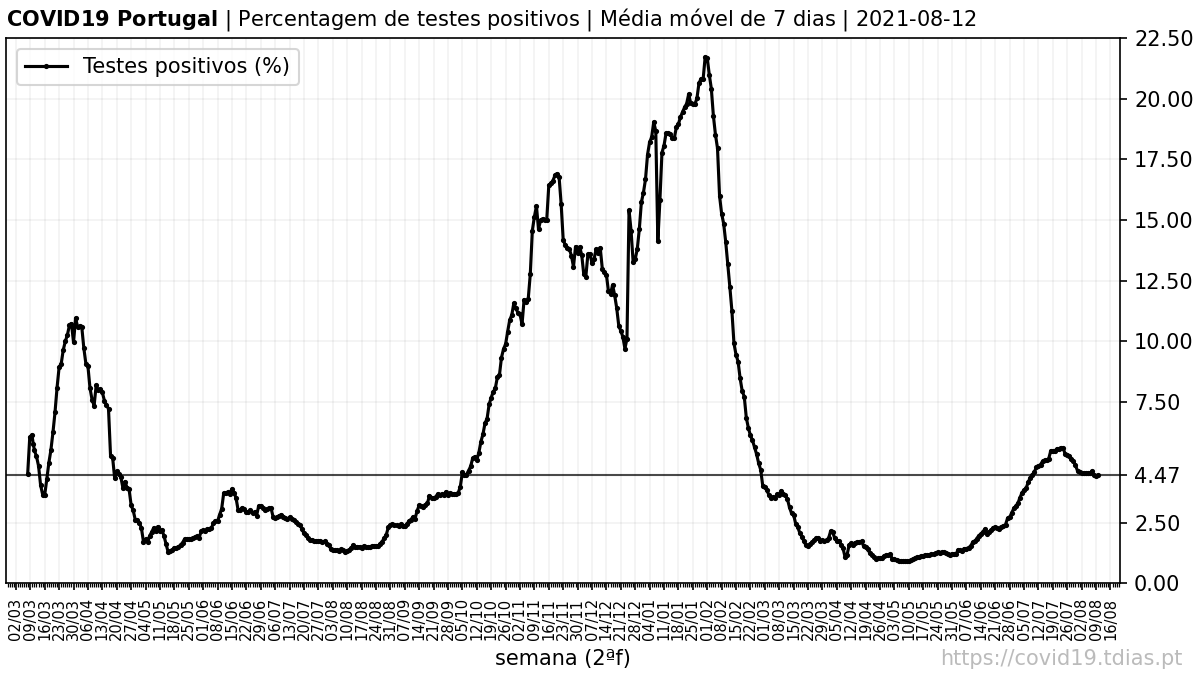 COVID19 Portugal | Percentagem de testes positivos | Média móvel de 7 dias | 2021-08-12
Testes positivos (%)
22.50
20.00
17.50
15.00
12.50
10.00
7.50
4.47
2.50
0.00
02/03 09/03 16/03 23/03 30/03 06/04 13/04 20/04 27/04 04/05 11/05 18/05 25/05 01/06 08/06 15/06 22/06 29/06 06/07 13/07 20/07 27/07 03/08 10/08 17/08 24/08 31/08 07/09 14/09 21/09 28/09 05/10 12/10 19/10 26/10 02/11 09/11 16/11 23/11 30/11 07/12 14/12 21/12 28/12 04/01 11/01 18/01 25/01 01/02 08/02 15/02 22/02 01/03 08/03 15/03 22/03 29/03 05/04 12/04 19/04 26/04 03/05 10/05 17/05 24/05 31/05 07/06 14/06 21/06 28/06 05/07 12/07 19/07 26/07 02/08 09/08 16/08
semana (2ªf)
https://covid19.tdias.pt